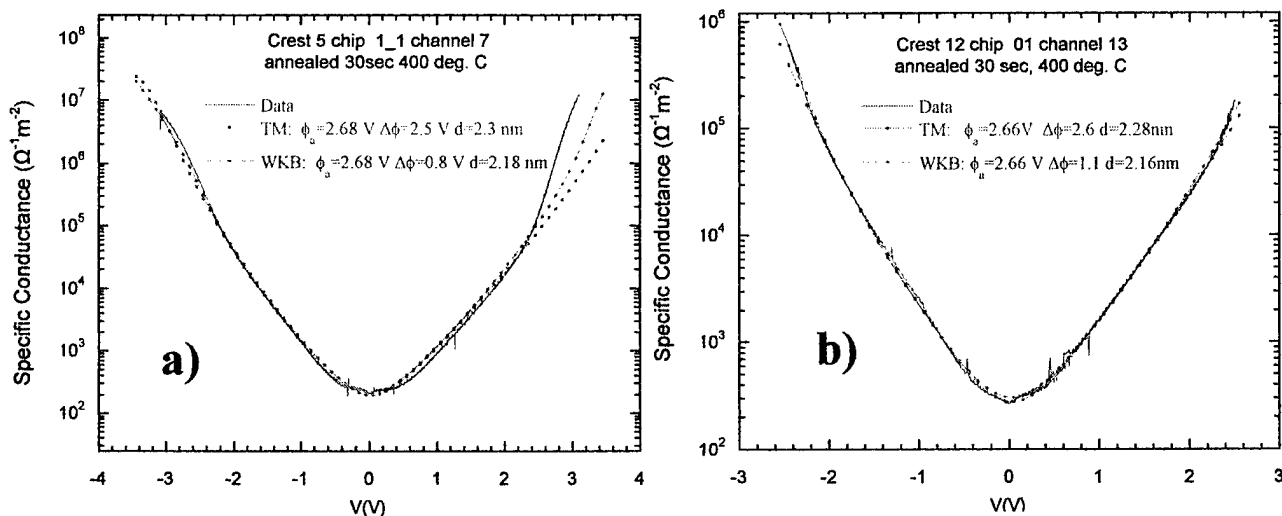 Crest 5 chip 1_1 channel 7
annealed 30sec 400 deg. C
Data
TM: ϕa=2.68 V Δϕ=2.5 V d=2.3 nm
WKB: ϕa=2.68 V Δϕ=0.8 V d=2.18 nm
Specific Conductance (Ω⁻¹m⁻²)
10⁸
10⁷
10⁶
10⁵
10⁴
10³
10²
a)
-4 -3 -2 -1 0 1 2 3 4
V(V)
Crest 12 chip 01 channel 13
annealed 30 sec, 400 deg. C
Data
TM: ϕa=2.66V Δϕ=2.6 d=2.28nm
WKB: ϕa=2.66 V Δϕ=1.1 d=2.16nm
Specific Conductance (Ω⁻¹m⁻²)
10⁶
10⁵
10⁴
10³
10²
b)
-3 -2 -1 0 1 2 3
V(V)